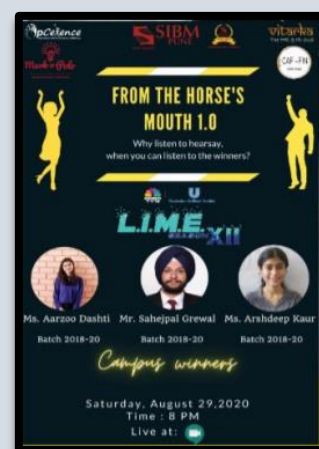 OpCelence
SIBM
PUNE
vitarka
CAF-FIN
FROM THE HORSE'S
MOUTH 1.0
Why listen to hearsay,
when you can listen to the winners?
L.I.M.E.
XII
Ms. Aarzoo Dashti
Mr. Sahejpal Grewal
Ms. Arshdeep Kaur
Batch 2018-20
Batch 2018-20
Batch 2018-20
Campus winners
Saturday, August 29,2020
Time : 8 PM
Live at: